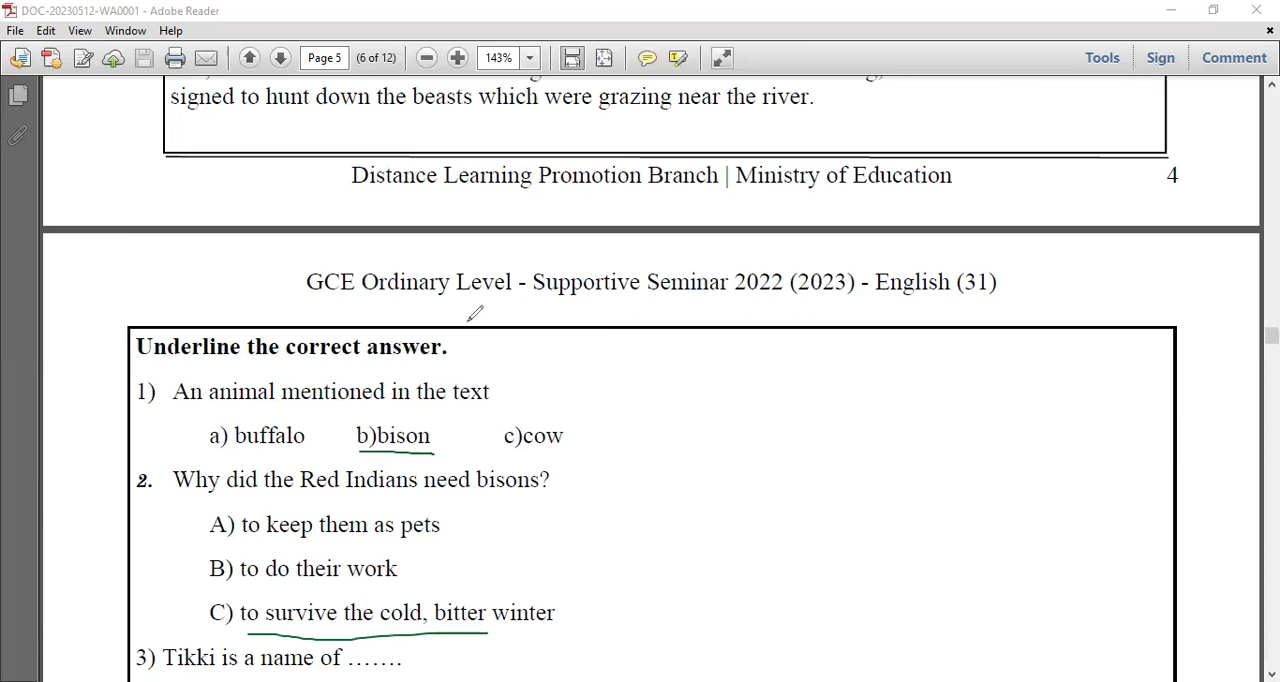 DOC-20230512-WA0001 - Adobe Reader
File Edit View Window Help
Page 5 (6 of 12) 143% Tools Sign Comment
signed to hunt down the beasts which were grazing near the river.
Distance Learning Promotion Branch | Ministry of Education 4
GCE Ordinary Level - Supportive Seminar 2022 (2023) - English (31)
Underline the correct answer.
1) An animal mentioned in the text
a) buffalo b)bison c)cow
2. Why did the Red Indians need bisons?
A) to keep them as pets
B) to do their work
C) to survive the cold, bitter winter
3) Tikki is a name of …….